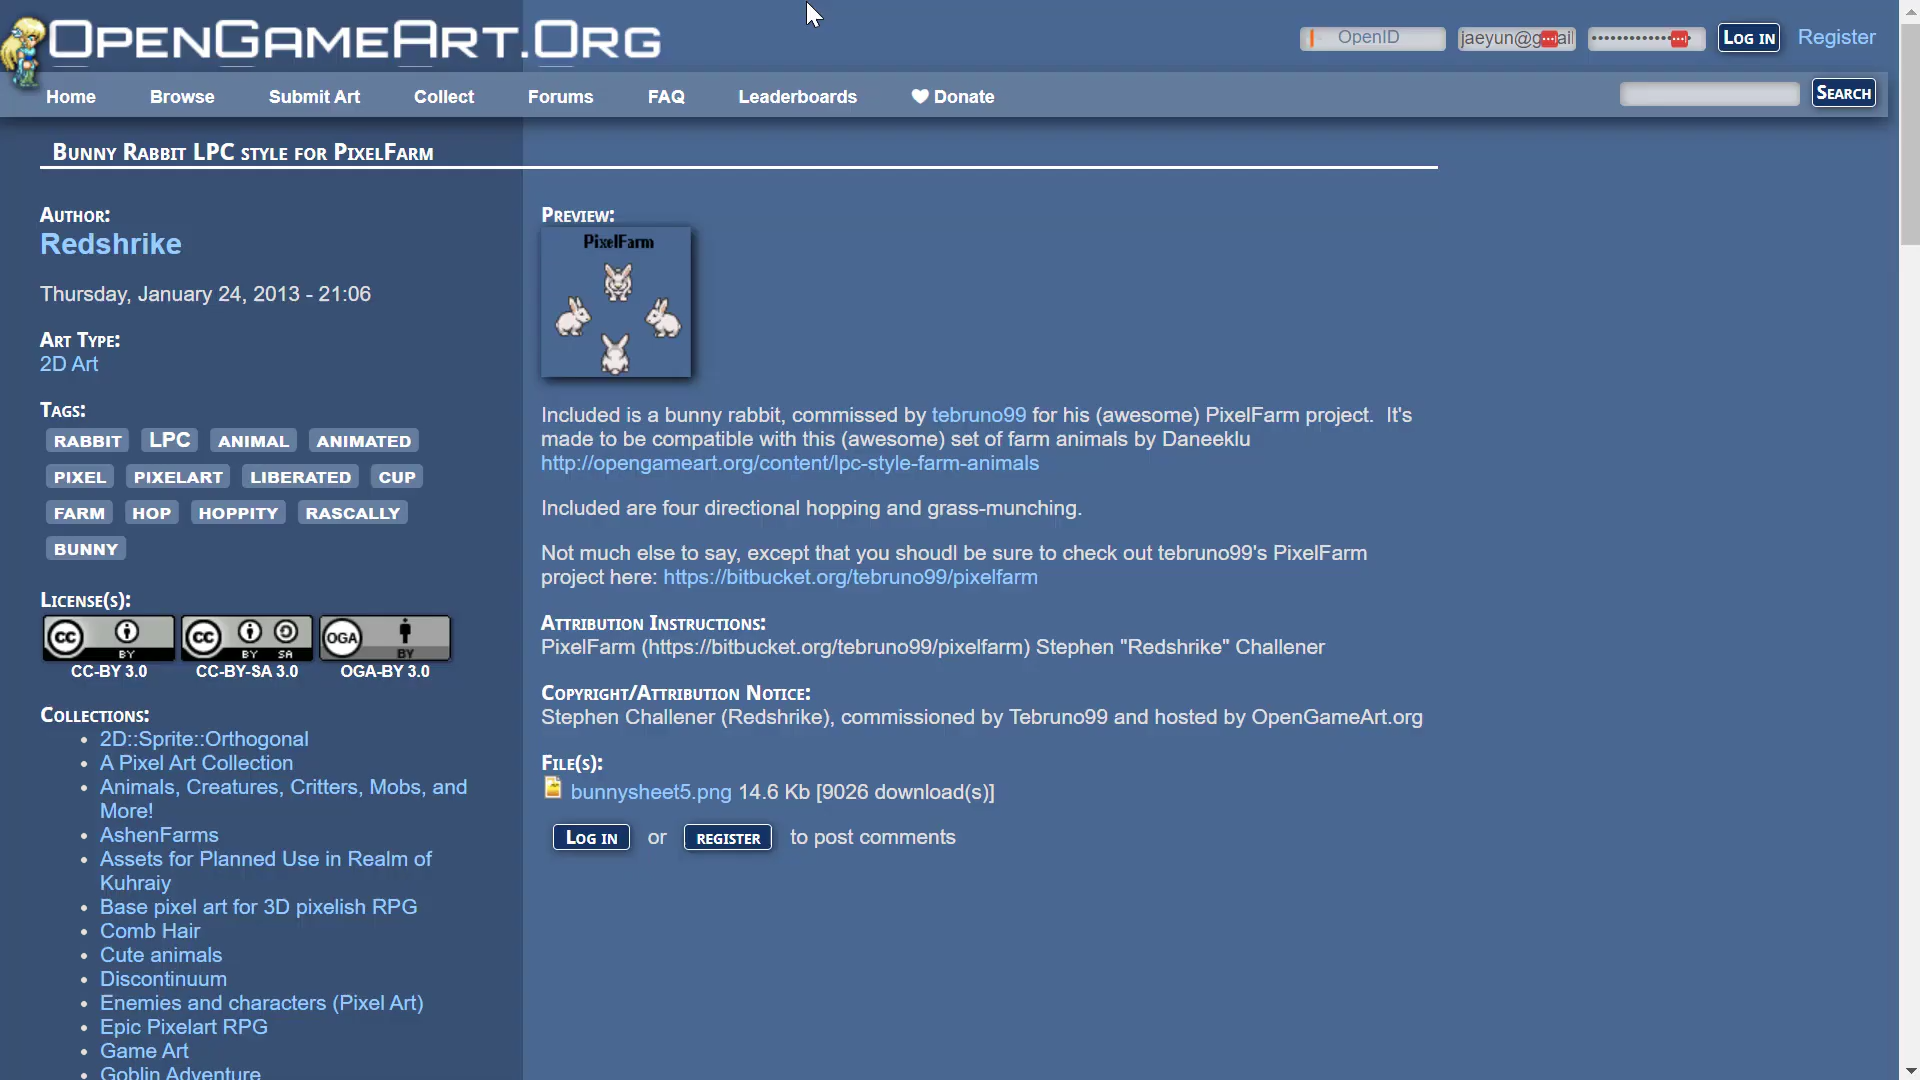 OpenGameArt.Org
OpenID
jaeyun@g ail
Log in
Register
Home
Browse
Submit Art
Collect
Forums
FAQ
Leaderboards
Donate
Search
Bunny Rabbit LPC style for PixelFarm
Author:
Redshrike
Thursday, January 24, 2013 - 21:06
Art Type:
2D Art
Tags:
RABBIT LPC ANIMAL ANIMATED
PIXEL PIXELART LIBERATED CUP
FARM HOP HOPPITY RASCALLY
BUNNY
License(s):
cc BY
cc BY SA
OGA BY
CC-BY 3.0
CC-BY-SA 3.0
OGA-BY 3.0
Collections:
2D::Sprite::Orthogonal
A Pixel Art Collection
Animals, Creatures, Critters, Mobs, and
More!
AshenFarms
Assets for Planned Use in Realm of
Kuhraiy
Base pixel art for 3D pixelish RPG
Comb Hair
Cute animals
Discontinuum
Enemies and characters (Pixel Art)
Epic Pixelart RPG
Game Art
Goblin Adventure
Preview:
PixelFarm
Included is a bunny rabbit, commissed by tebruno99 for his (awesome) PixelFarm project.  It's
made to be compatible with this (awesome) set of farm animals by Daneeklu
http://opengameart.org/content/lpc-style-farm-animals
Included are four directional hopping and grass-munching.
Not much else to say, except that you shoudl be sure to check out tebruno99's PixelFarm
project here: https://bitbucket.org/tebruno99/pixelfarm
Attribution Instructions:
PixelFarm (https://bitbucket.org/tebruno99/pixelfarm) Stephen "Redshrike" Challener
Copyright/Attribution Notice:
Stephen Challener (Redshrike), commissioned by Tebruno99 and hosted by OpenGameArt.org
File(s):
bunnysheet5.png 14.6 Kb [9026 download(s)]
Log in or register to post comments